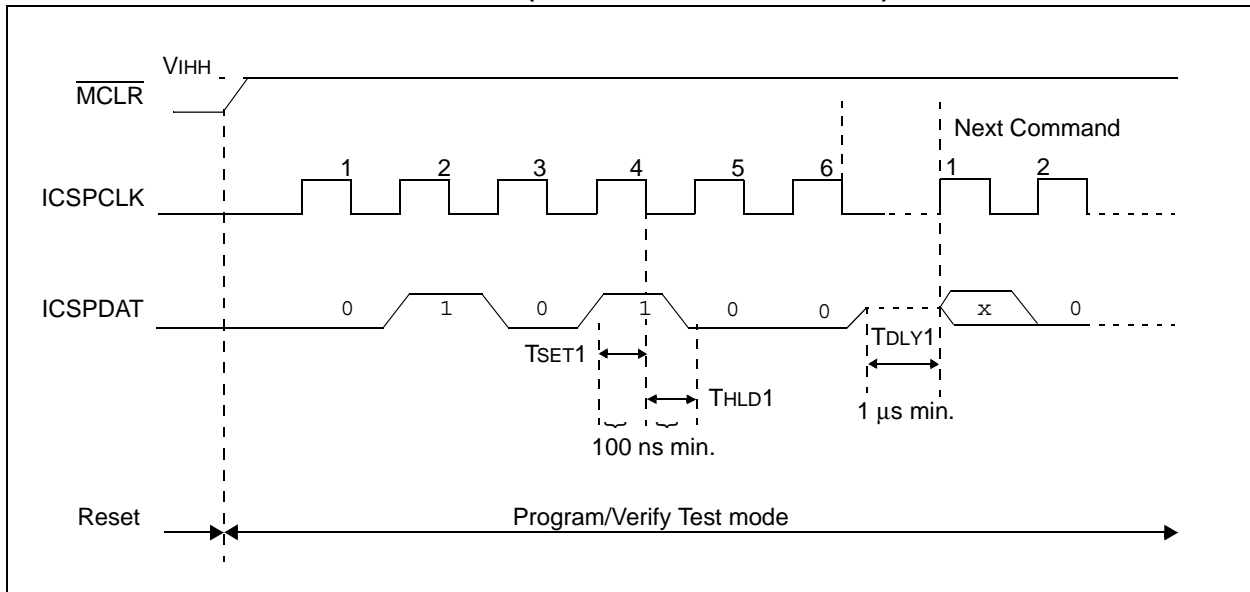 VIHH
MCLR
Next Command
1 2 3 4 5 6 1 2
ICSPCLK
ICSPDAT
0 1 0 1 0 0 x 0
TSET1
TDLY1
THLD1
1 μs min.
100 ns min.
Reset
Program/Verify Test mode